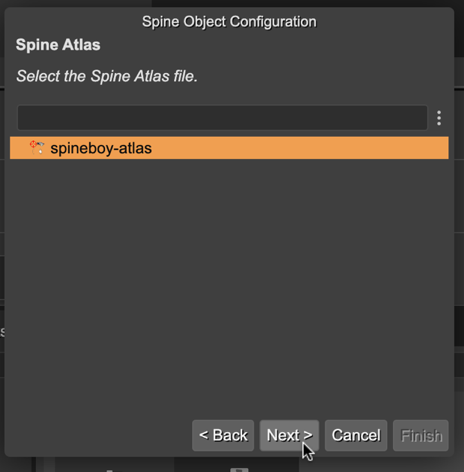 Spine Object Configuration
Spine Atlas
Select the Spine Atlas file.
spineboy-atlas
< Back Next > Cancel Finish